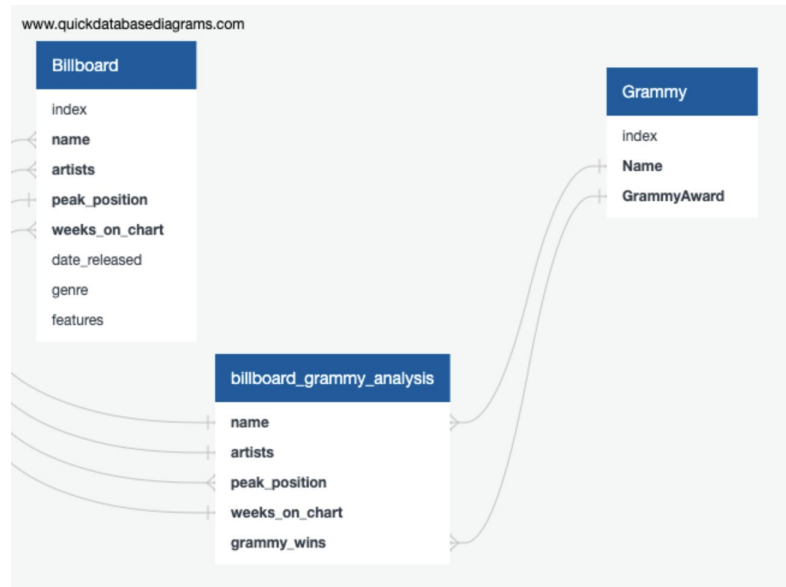 www.quickdatabasediagrams.com
Billboard
index
name
artists
peak_position
weeks_on_chart
date_released
genre
features
Grammy
index
Name
GrammyAward
billboard_grammy_analysis
name
artists
peak_position
weeks_on_chart
grammy_wins